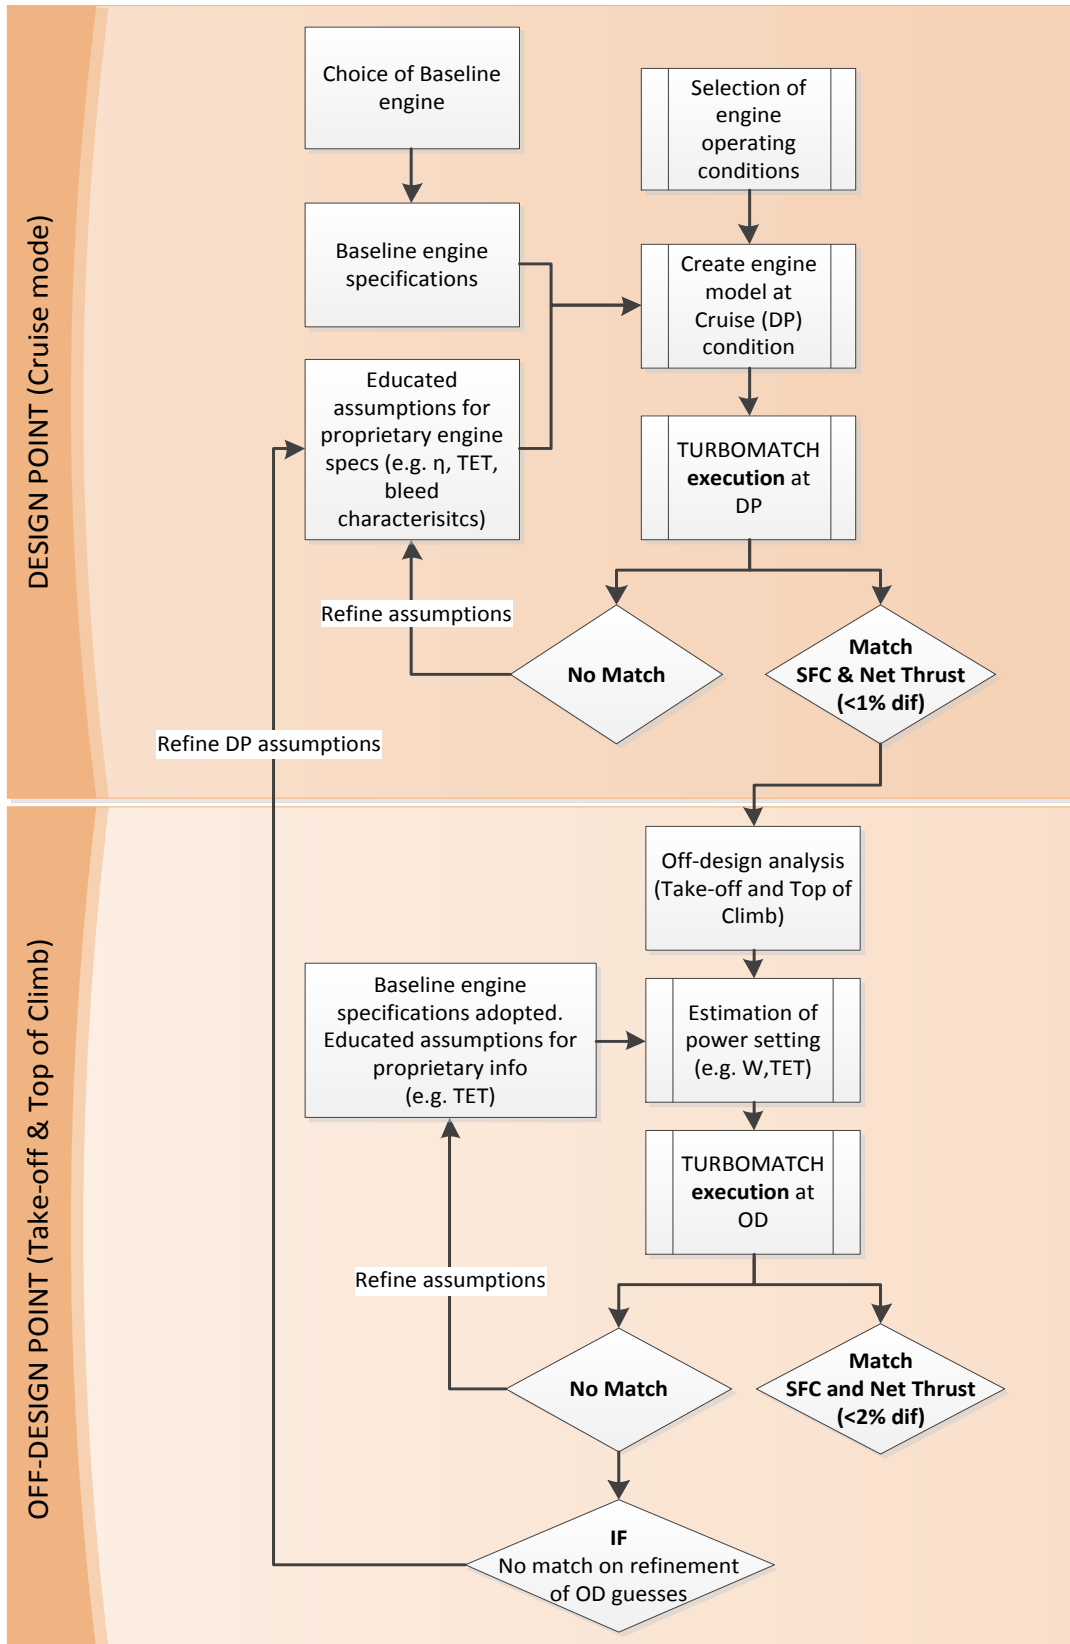 DESIGN POINT (Cruise mode)
Choice of Baseline
engine
Selection of
engine
operating
conditions
Baseline engine
specifications
Create engine
model at
Cruise (DP)
condition
Educated
assumptions for
proprietary engine
specs (e.g. η, TET,
bleed
characterisitcs)
TURBOMATCH
execution at
DP
Refine assumptions
No Match
Match
SFC & Net Thrust
(<1% dif)
Refine DP assumptions
OFF-DESIGN POINT (Take-off & Top of Climb)
Off-design analysis
(Take-off and Top of
Climb)
Baseline engine
specifications adopted.
Educated assumptions for
proprietary info
(e.g. TET)
Estimation of
power setting
(e.g. W,TET)
TURBOMATCH
execution at
OD
Refine assumptions
No Match
Match
SFC and Net Thrust
(<2% dif)
IF
No match on refinement
of OD guesses